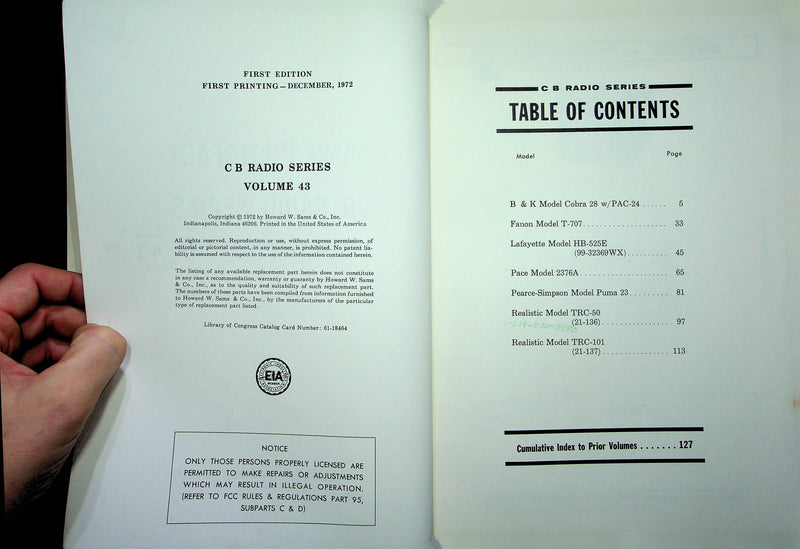 FIRST EDITION
FIRST PRINTING — DECEMBER, 1972
C B RADIO SERIES
VOLUME 43
Copyright © 1972 by Howard W. Sams & Co., Inc.
Indianapolis, Indiana 46206. Printed in the United States of America
All rights reserved. Reproduction or use, without express permission, of
editorial or pictorial content, in any manner, is prohibited. No patent lia-
bility is assumed with respect to the use of the information contained herein.
The listing of any available replacement part herein does not constitute
in any case a recommendation, warranty or guaranty by Howard W. Sams
& Co., Inc., as to the quality and suitability of such replacement part.
The numbers of these parts have been compiled from information furnished
to Howard W. Sams & Co., Inc., by the manufacturers of the particular
type of replacement part listed.
Library of Congress Catalog Card Number: 61-18464
EIA
MEMBER
NOTICE
ONLY THOSE PERSONS PROPERLY LICENSED ARE
PERMITTED TO MAKE REPAIRS OR ADJUSTMENTS
WHICH MAY RESULT IN ILLEGAL OPERATION.
(REFER TO FCC RULES & REGULATIONS PART 95,
SUBPARTS C & D)
C B RADIO SERIES
TABLE OF CONTENTS
Model Page
B & K Model Cobra 28 w/PAC-24 ...... 5
Fanon Model T-707 .................... 33
Lafayette Model HB-525E
(99-32369WX) .......... 45
Pace Model 2376A ..................... 65
Pearce-Simpson Model Puma 23 .......... 81
Realistic Model TRC-50
(21-136) ................. 97
Realistic Model TRC-101
(21-137) ................ 113
Cumulative Index to Prior Volumes ....... 127